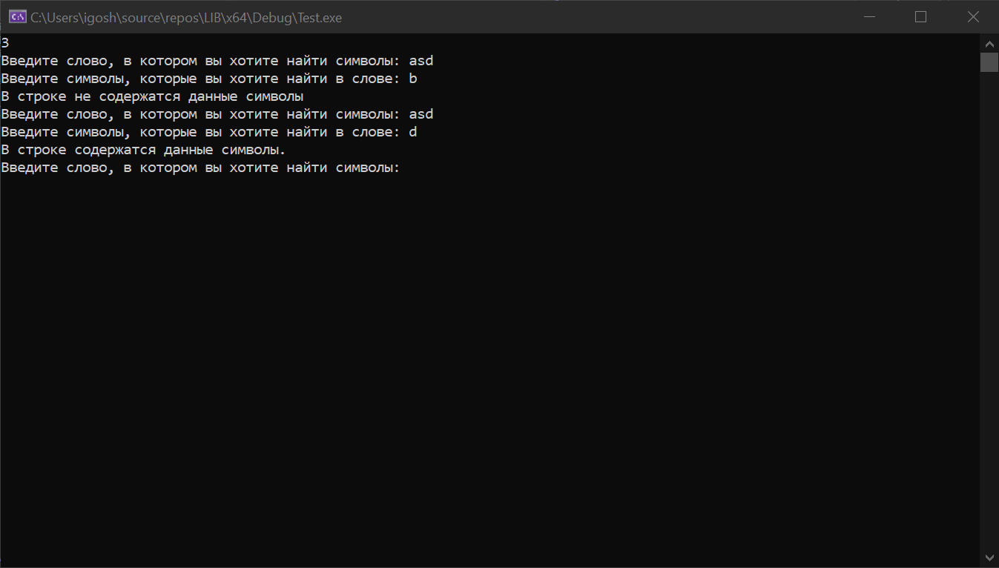 C:\Users\igosh\source\repos\LIB\x64\Debug\Test.exe
3
Введите слово, в котором вы хотите найти символы: asd
Введите символы, которые вы хотите найти в слове: b
В строке не содержатся данные символы
Введите слово, в котором вы хотите найти символы: asd
Введите символы, которые вы хотите найти в слове: d
В строке содержатся данные символы.
Введите слово, в котором вы хотите найти символы: